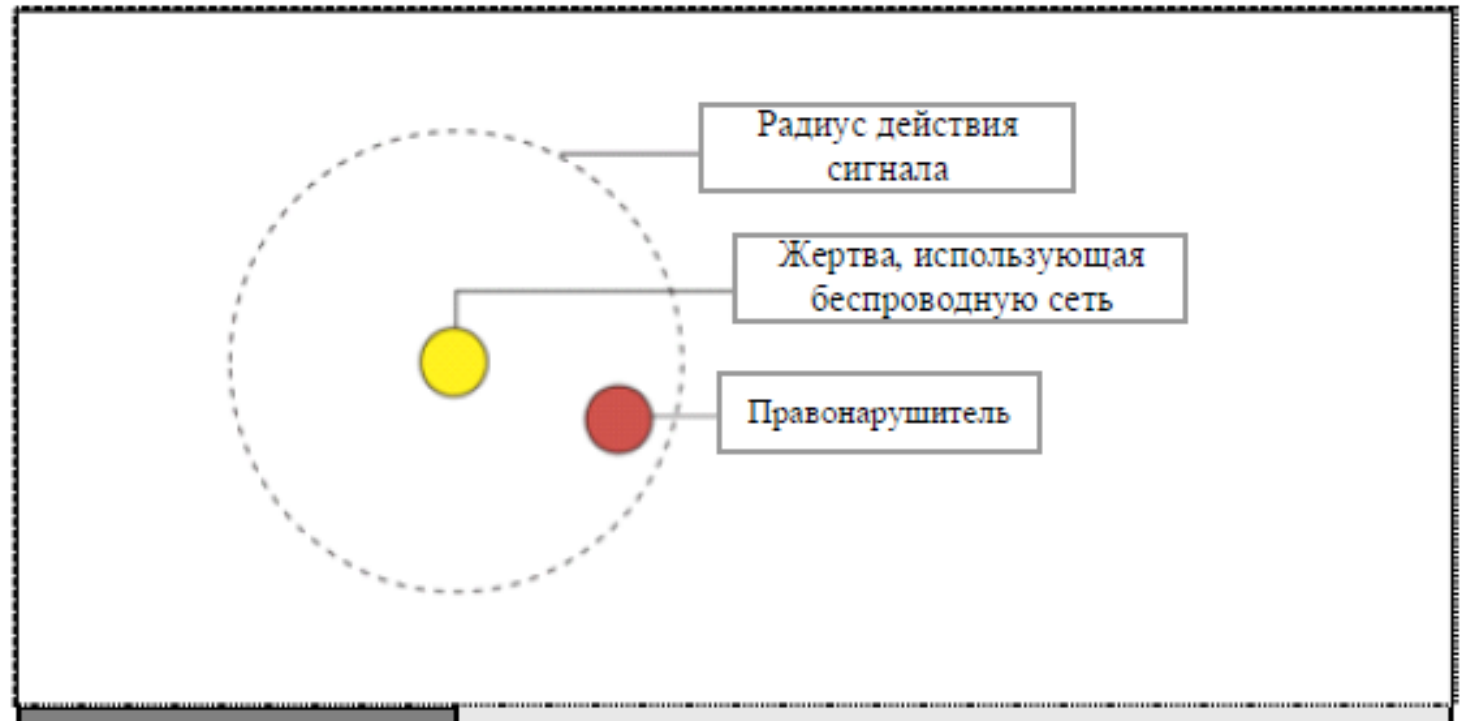 Радиус действия
сигнала
Жертва, использующая
беспроводную сеть
Правонарушитель